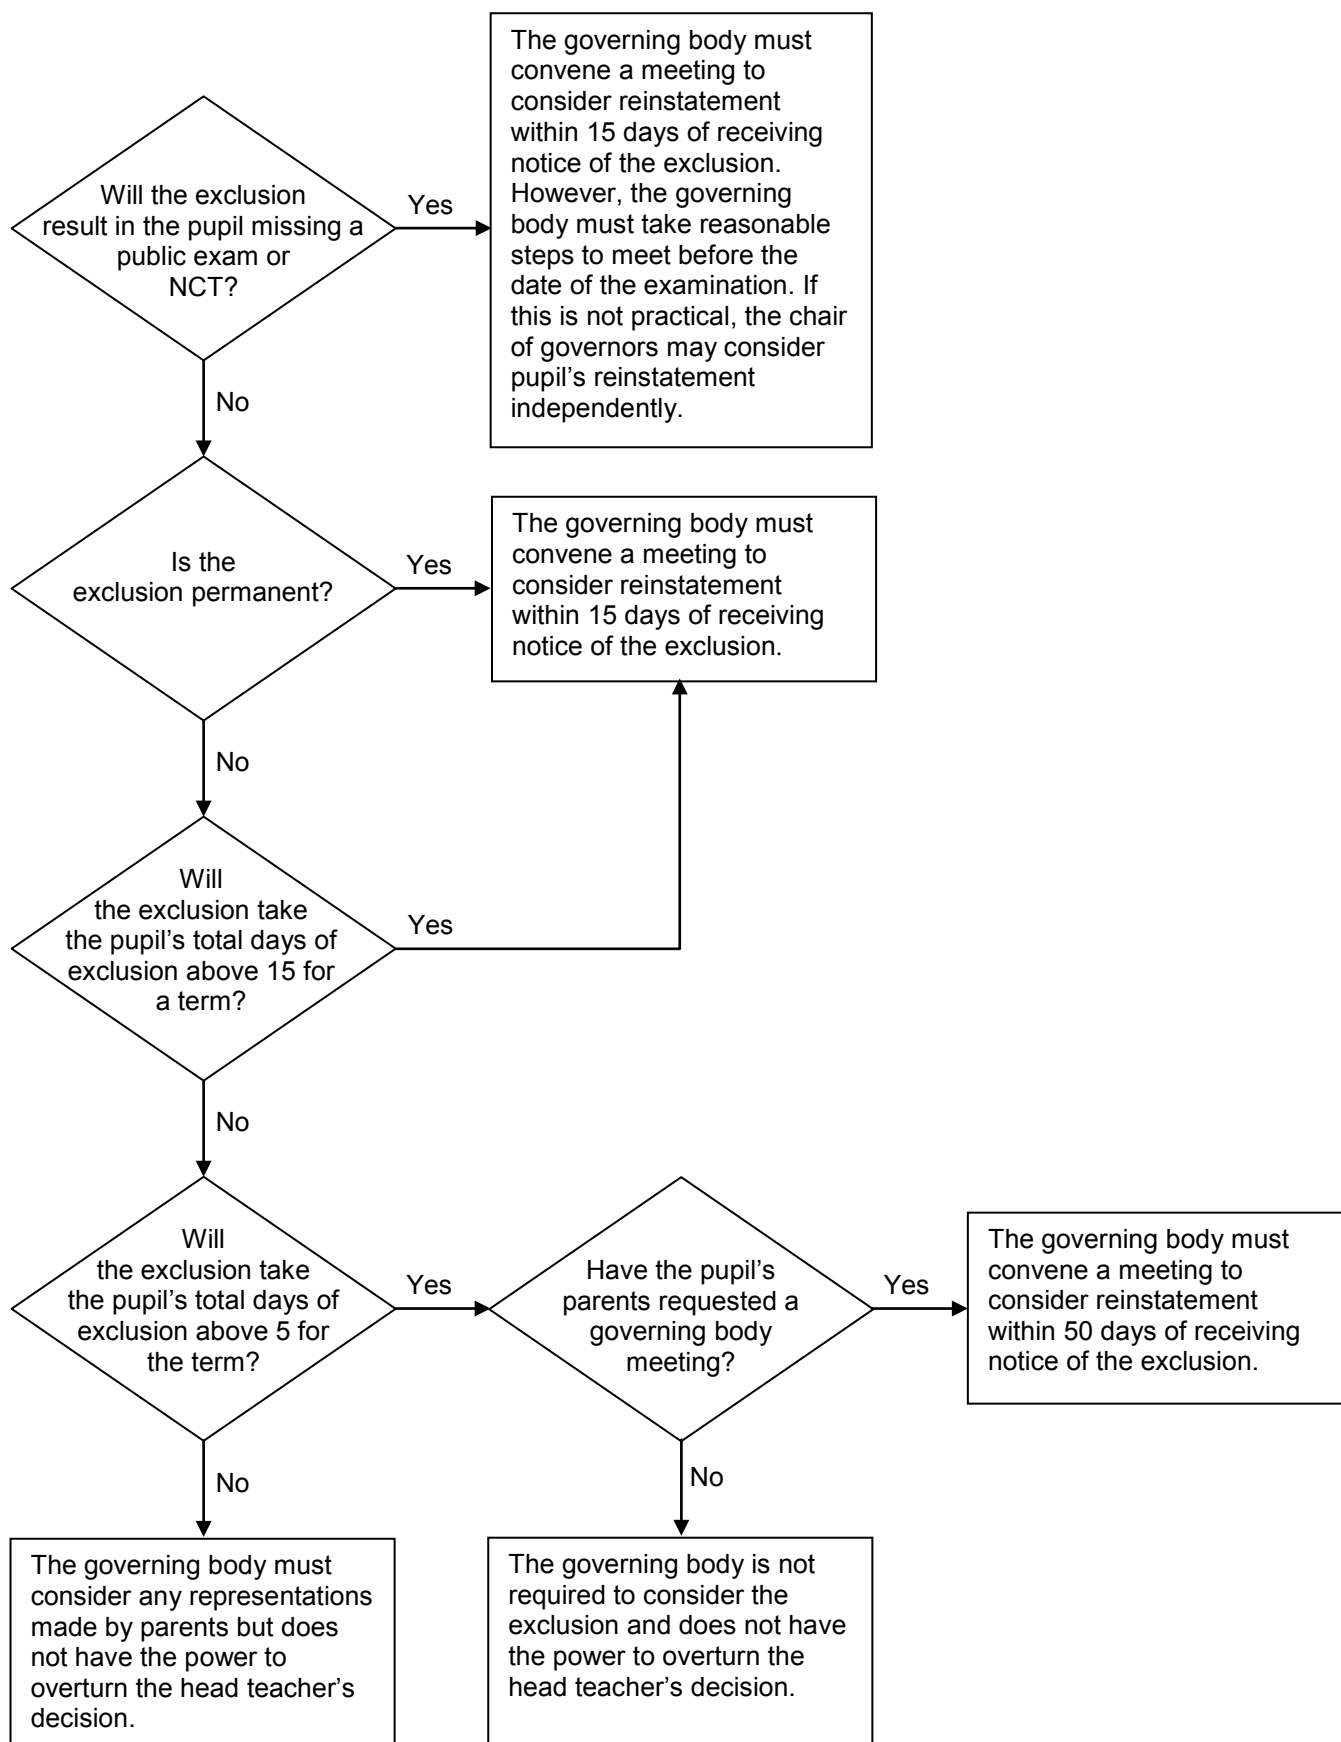 The governing body must
convene a meeting to
consider reinstatement
within 15 days of receiving
notice of the exclusion.
However, the governing
body must take reasonable
steps to meet before the
date of the examination. If
this is not practical, the chair
of governors may consider
pupil’s reinstatement
independently.
Will the exclusion
result in the pupil missing a
public exam or
NCT?
Yes
No
Is the
exclusion permanent?
Yes
The governing body must
convene a meeting to
consider reinstatement
within 15 days of receiving
notice of the exclusion.
No
Will
the exclusion take
the pupil’s total days of
exclusion above 15 for
a term?
Yes
No
Will
the exclusion take
the pupil’s total days of
exclusion above 5 for
the term?
Yes
Have the pupil’s
parents requested a
governing body
meeting?
Yes
The governing body must
convene a meeting to
consider reinstatement
within 50 days of receiving
notice of the exclusion.
No
No
The governing body must
consider any representations
made by parents but does
not have the power to
overturn the head teacher’s
decision.
The governing body is not
required to consider the
exclusion and does not have
the power to overturn the
head teacher’s decision.